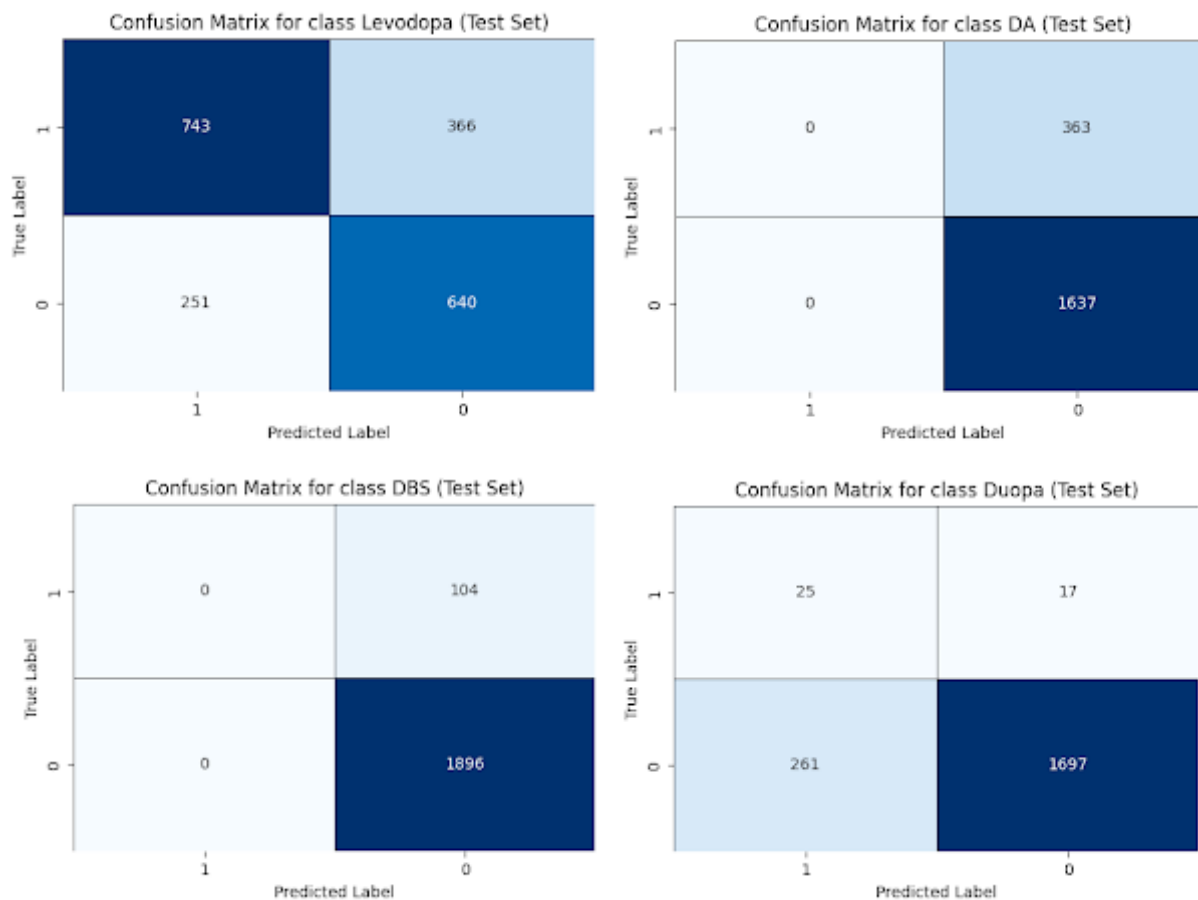 Confusion Matrix for class Levodopa (Test Set)
True Label
1
743
366
0
251
640
1
0
Predicted Label
Confusion Matrix for class DA (Test Set)
True Label
1
0
363
0
0
1637
1
0
Predicted Label
Confusion Matrix for class DBS (Test Set)
True Label
1
0
104
0
0
1896
1
0
Predicted Label
Confusion Matrix for class Duopa (Test Set)
True Label
1
25
17
0
261
1697
1
0
Predicted Label